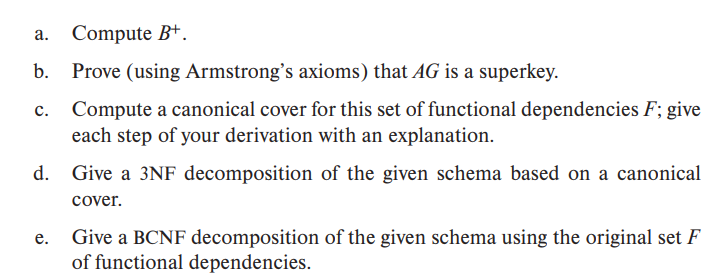 a. Compute B+.
b. Prove (using Armstrong’s axioms) that AG is a superkey.
c. Compute a canonical cover for this set of functional dependencies F; give
each step of your derivation with an explanation.
d. Give a 3NF decomposition of the given schema based on a canonical
cover.
e. Give a BCNF decomposition of the given schema using the original set F
of functional dependencies.